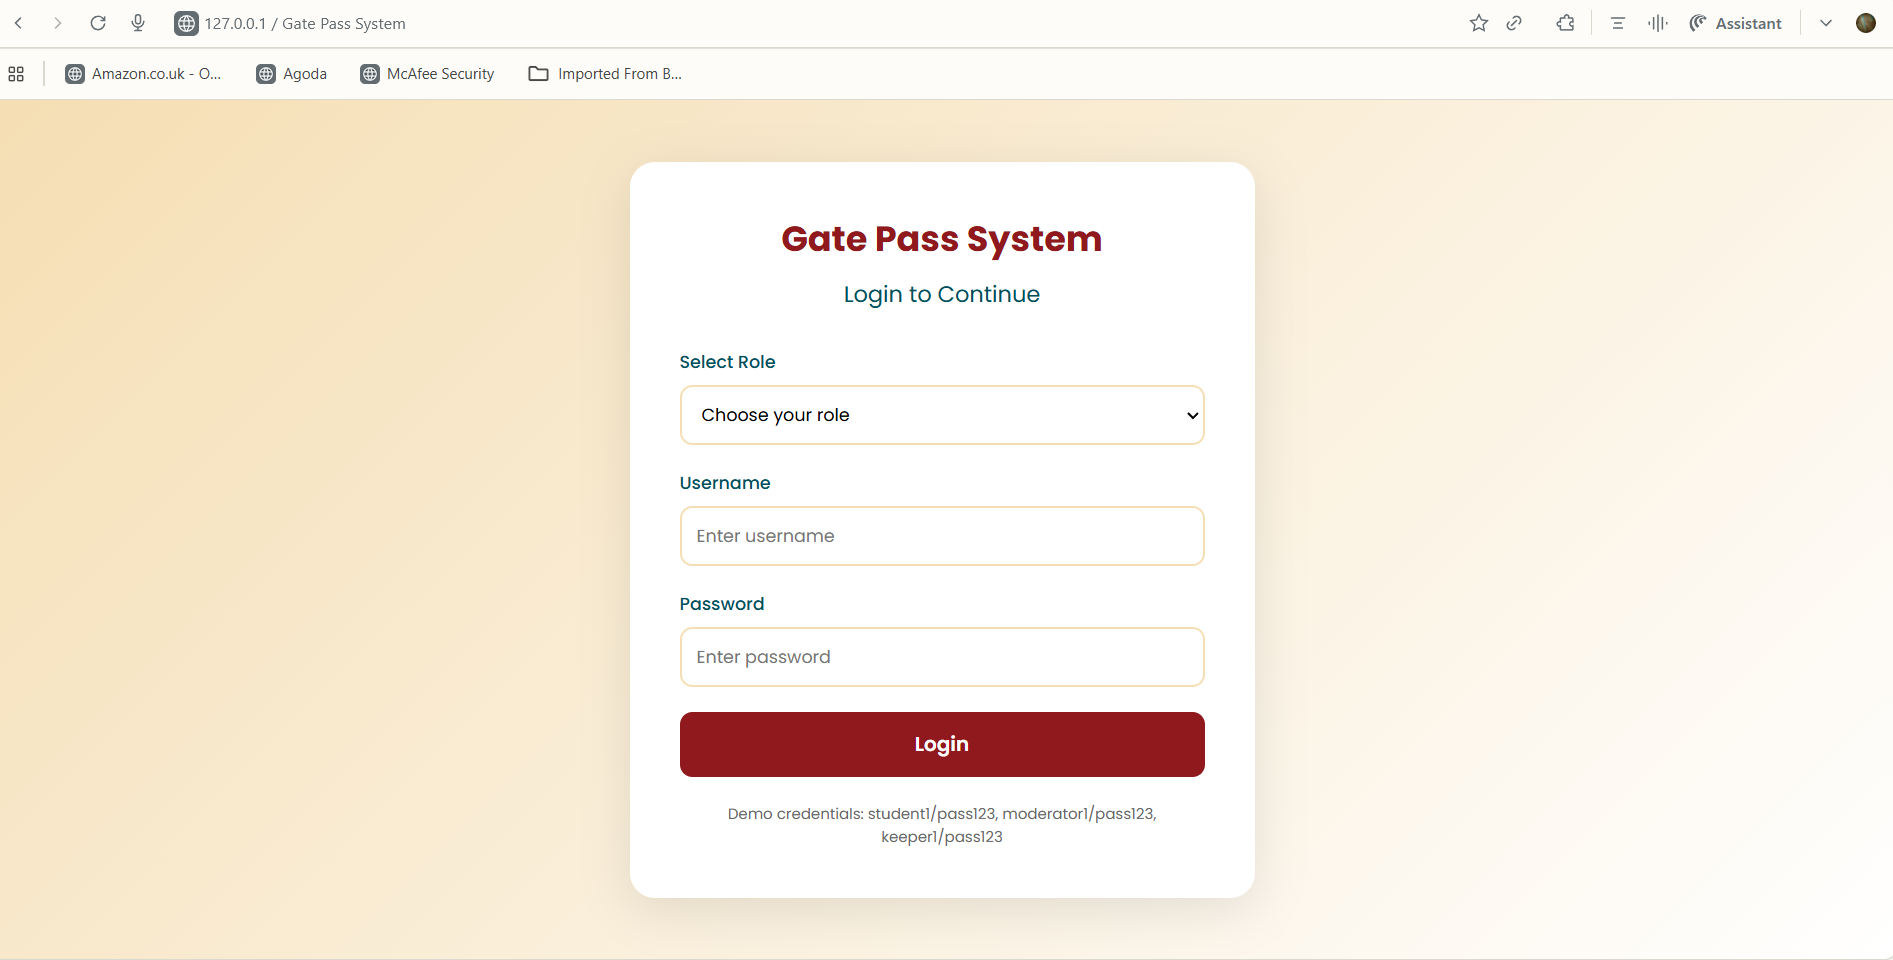 127.0.0.1 / Gate Pass System
Assistant
Amazon.co.uk - O...
Agoda
McAfee Security
Imported From B...
Gate Pass System
Login to Continue
Select Role
Choose your role
Username
Enter username
Password
Enter password
Login
Demo credentials: student1/pass123, moderator1/pass123,
keeper1/pass123